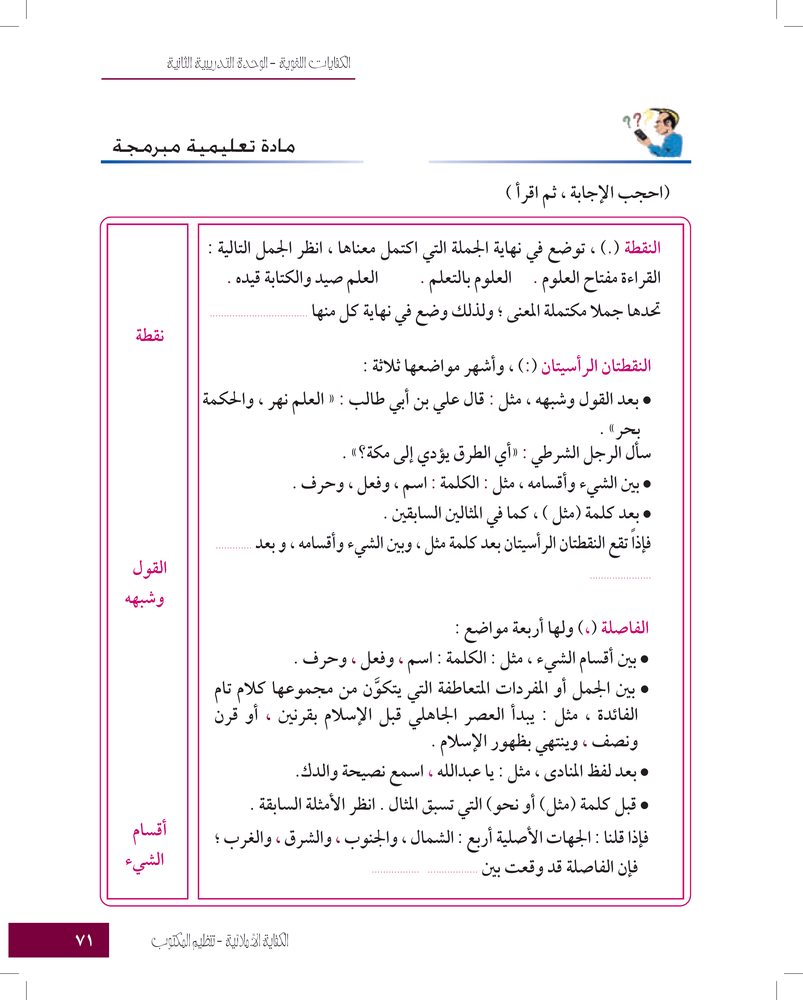 الكفايات اللغوية - الوحدة التدريبية الثانية
مادة تعليمية مبرمجة
(احجب الإجابة ، ثم اقرأ )
النقطة (.) ، توضع في نهاية الجملة التي اكتمل معناها ، انظر الجمل التالية :
القراءة مفتاح العلوم . العلوم بالتعلم . العلم صيد والكتابة قيده .
تحدها جملا مكتملة المعنى ؛ ولذلك وضع في نهاية كل منها ...................................
نقطة
النقطتان الرأسيتان (:) ، وأشهر مواضعها ثلاثة :
● بعد القول وشبهه ، مثل : قال علي بن أبي طالب : « العلم نهر ، والحكمة
بحر» .
سأل الرجل الشرطي : «أي الطرق يؤدي إلى مكة؟» .
● بين الشيء وأقسامه ، مثل : الكلمة : اسم ، وفعل ، وحرف .
● بعد كلمة (مثل ) ، كما في المثالين السابقين .
فإذاً تقع النقطتان الرأسيتان بعد كلمة مثل ، وبين الشيء وأقسامه ، و بعد .............
......................
القول
وشبهه
الفاصلة (،) ولها أربعة مواضع :
● بين أقسام الشيء ، مثل : الكلمة : اسم ، وفعل ، وحرف .
● بين الجمل أو المفردات المتعاطفة التي يتكوَّن من مجموعها كلام تام
الفائدة ، مثل : يبدأ العصر الجاهلي قبل الإسلام بقرنين ، أو قرن
ونصف ، وينتهي بظهور الإسلام .
● بعد لفظ المنادى ، مثل : يا عبدالله ، اسمع نصيحة والدك.
● قبل كلمة (مثل) أو نحو) التي تسبق المثال . انظر الأمثلة السابقة .
فإذا قلنا : الجهات الأصلية أربع : الشمال ، والجنوب ، والشرق ، والغرب ؛
فإن الفاصلة قد وقعت بين .................. .................
أقسام
الشيء
الكفاية الأملائية - تنظيم المكتوب
٧١